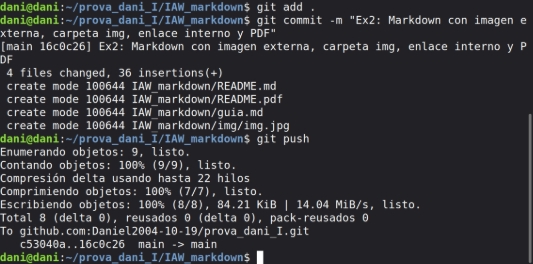 dani@dani:~/prova_dani_I/IAW_markdown$ git add .
dani@dani:~/prova_dani_I/IAW_markdown$ git commit -m "Ex2: Markdown con imagen e
xterna, carpeta img, enlace interno y PDF"
[main 16c0c26] Ex2: Markdown con imagen externa, carpeta img, enlace interno y P
DF
 4 files changed, 36 insertions(+)
 create mode 100644 IAW_markdown/README.md
 create mode 100644 IAW_markdown/README.pdf
 create mode 100644 IAW_markdown/guia.md
 create mode 100644 IAW_markdown/img/img.jpg
dani@dani:~/prova_dani_I/IAW_markdown$ git push
Enumerando objetos: 9, listo.
Contando objetos: 100% (9/9), listo.
Compresión delta usando hasta 22 hilos
Comprimiendo objetos: 100% (7/7), listo.
Escribiendo objetos: 100% (8/8), 84.21 KiB | 14.04 MiB/s, listo.
Total 8 (delta 0), reusados 0 (delta 0), pack-reusados 0
To github.com:Daniel2004-10-19/prova_dani_I.git
   c53040a..16c0c26  main -> main
dani@dani:~/prova_dani_I/IAW_markdown$